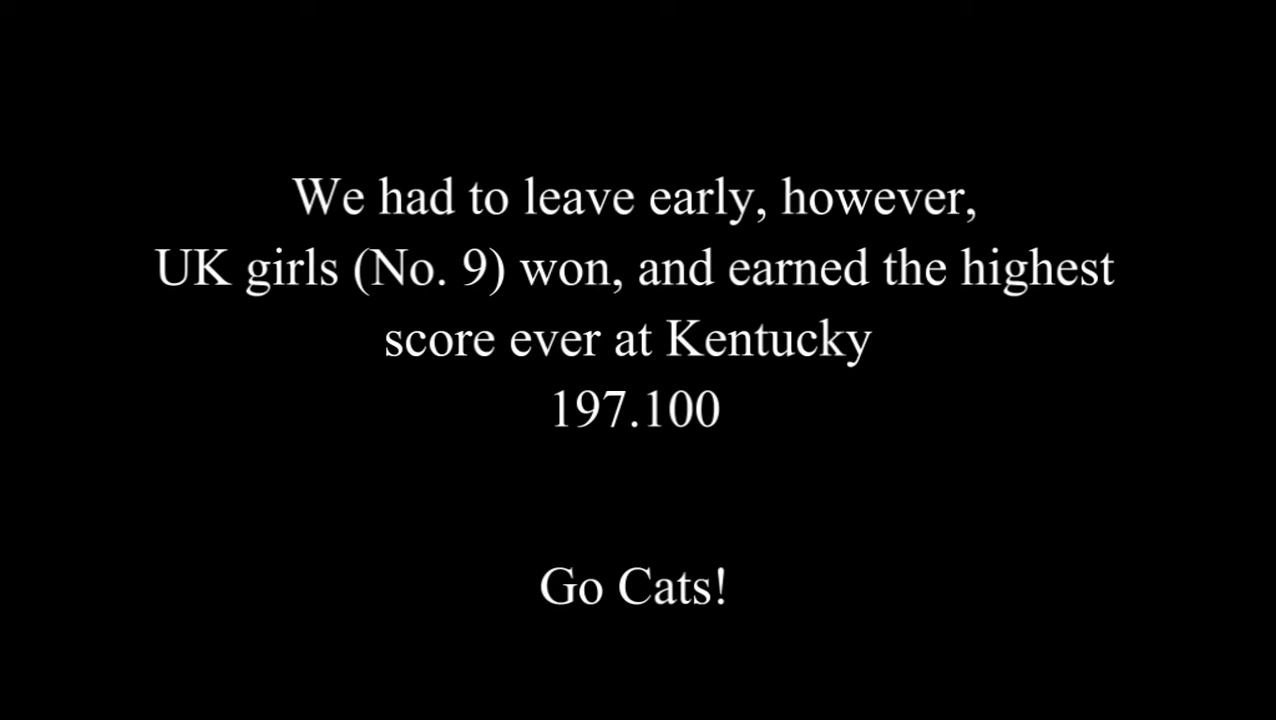 We had to leave early, however,
UK girls (No. 9) won, and earned the highest
score ever at Kentucky
197.100
Go Cats!